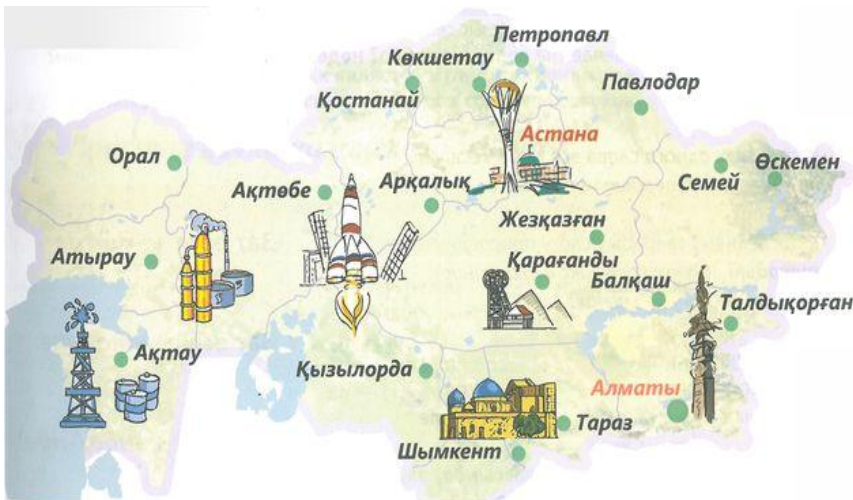 Петропавл
Көкшетау
Павлодар
Қостанай
Астана
Орал
Өскемен
Семей
Ақтөбе
Арқалық
Жезқазған
Атырау
Қарағанды
Балқаш
Талдықорған
Ақтау
Қызылорда
Алматы
Тараз
Шымкент